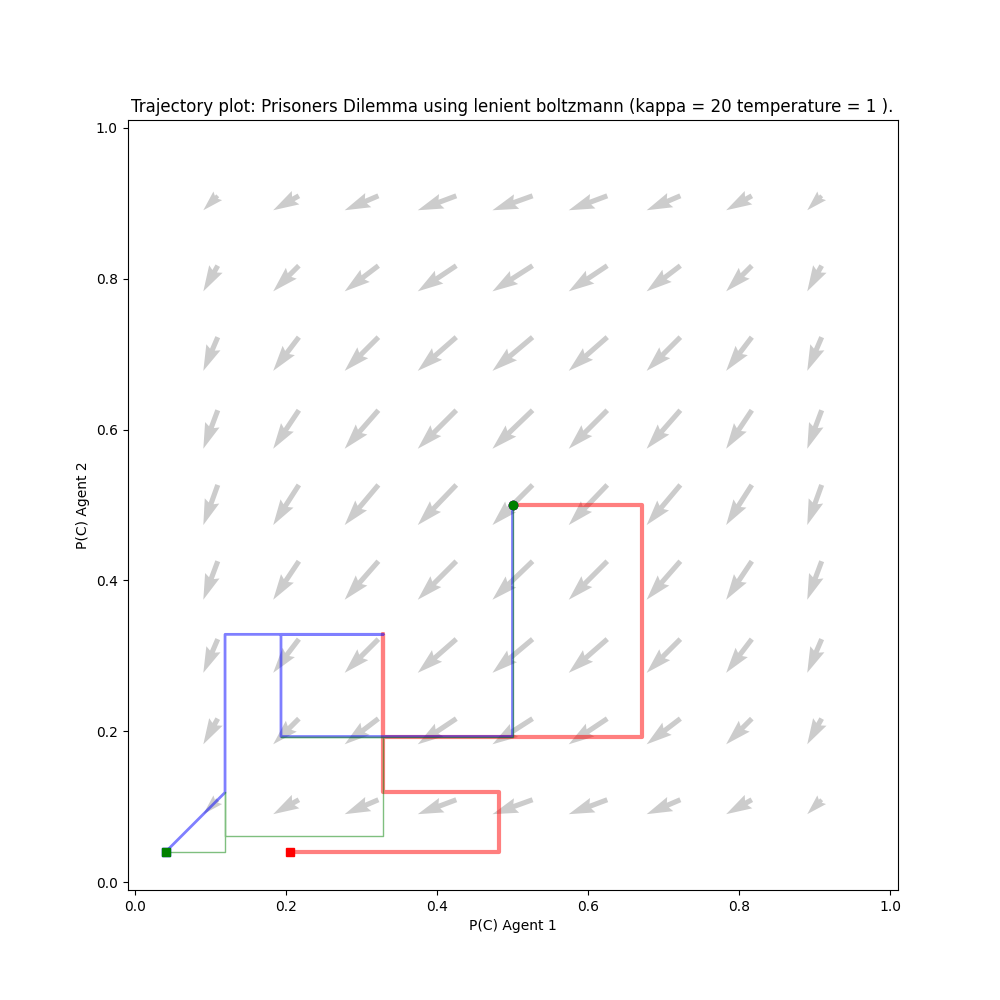 Trajectory plot: Prisoners Dilemma using lenient boltzmann (kappa = 20 temperature = 1 ).
1.0
0.8
0.6
0.4
0.2
0.0
P(C) Agent 2
0.0 0.2 0.4 0.6 0.8 1.0
P(C) Agent 1